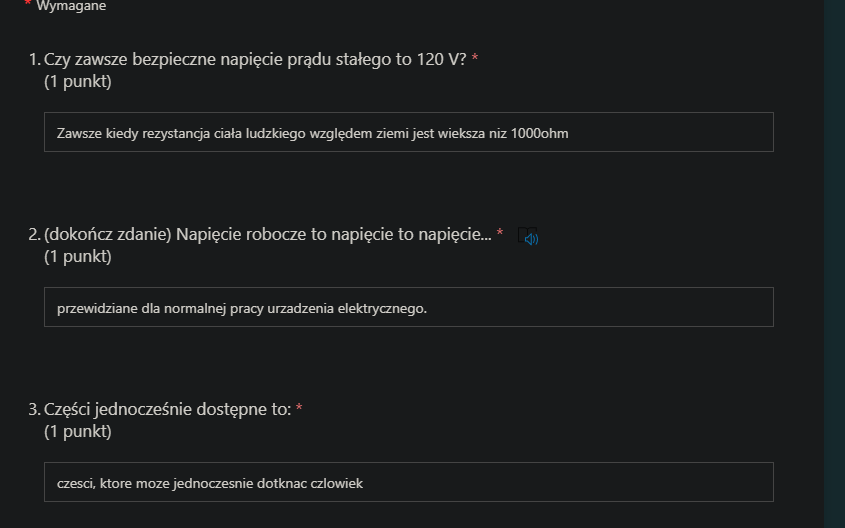 * Wymagane
1. Czy zawsze bezpieczne napięcie prądu stałego to 120 V? *
(1 punkt)
Zawsze kiedy rezystancja ciała ludzkiego względem ziemi jest wieksza niz 1000ohm
2. (dokończ zdanie) Napięcie robocze to napięcie to napięcie... *
(1 punkt)
przewidziane dla normalnej pracy urzadzenia elektrycznego.
3. Części jednocześnie dostępne to: *
(1 punkt)
czesci, ktore moze jednoczesnie dotknac czlowiek